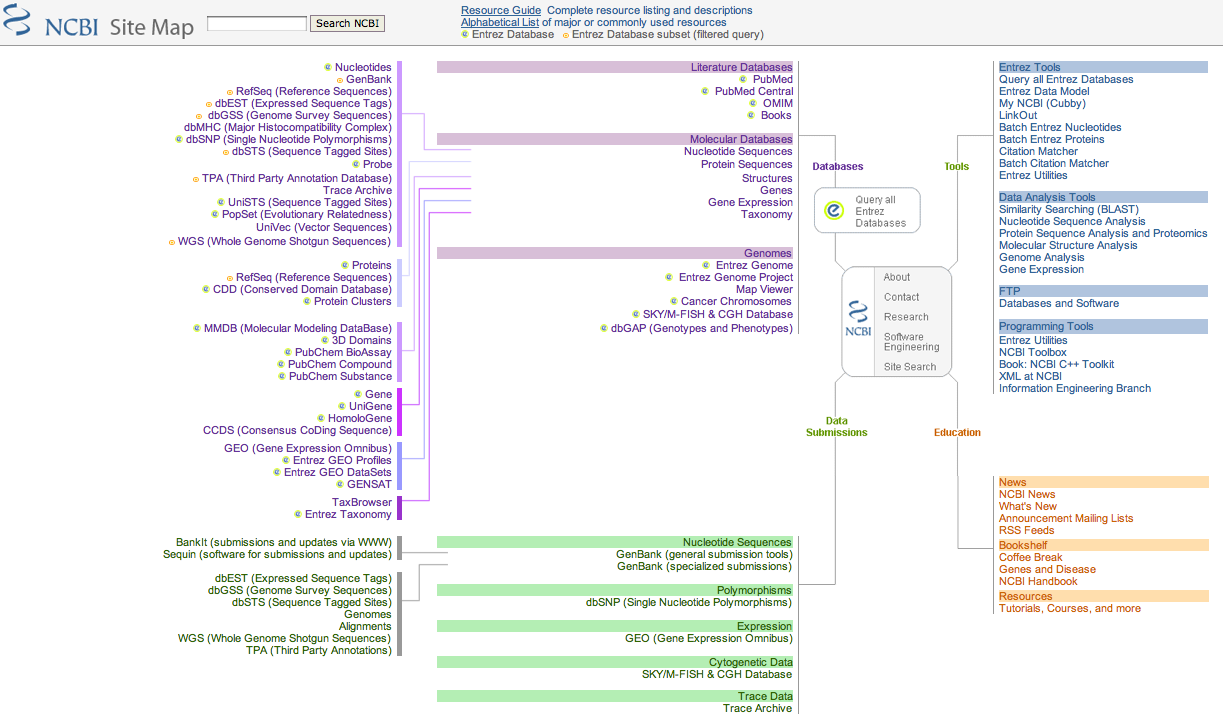 NCBI Site Map
Search NCBI
Resource Guide Complete resource listing and descriptions
Alphabetical List of major or commonly used resources
e Entrez Database Entrez Database subset (filtered query)
Nucleotides
GenBank
RefSeq (Reference Sequences)
dbEST (Expressed Sequence Tags)
dbGSS (Genome Survey Sequences)
dbMHC (Major Histocompatibility Complex)
dbSNP (Single Nucleotide Polymorphisms)
dbSTS (Sequence Tagged Sites)
Probe
TPA (Third Party Annotation Database)
Trace Archive
UniSTS (Sequence Tagged Sites)
PopSet (Evolutionary Relatedness)
UniVec (Vector Sequences)
WGS (Whole Genome Shotgun Sequences)
Proteins
RefSeq (Reference Sequences)
CDD (Conserved Domain Database)
Protein Clusters
MMDB (Molecular Modeling DataBase)
3D Domains
PubChem BioAssay
PubChem Compound
PubChem Substance
Gene
UniGene
HomoloGene
CCDS (Consensus CoDing Sequence)
GEO (Gene Expression Omnibus)
Entrez GEO Profiles
Entrez GEO DataSets
GENSAT
TaxBrowser
Entrez Taxonomy
BankIt (submissions and updates via WWW)
Sequin (software for submissions and updates)
dbEST (Expressed Sequence Tags)
dbGSS (Genome Survey Sequences)
dbSTS (Sequence Tagged Sites)
Genomes
Alignments
WGS (Whole Genome Shotgun Sequences)
TPA (Third Party Annotations)
Literature Databases
PubMed
PubMed Central
OMIM
Books
Molecular Databases
Nucleotide Sequences
Protein Sequences
Structures
Genes
Gene Expression
Taxonomy
Genomes
Entrez Genome
Entrez Genome Project
Map Viewer
Cancer Chromosomes
SKY/M-FISH & CGH Database
dbGAP (Genotypes and Phenotypes)
Nucleotide Sequences
GenBank (general submission tools)
GenBank (specialized submissions)
Polymorphisms
dbSNP (Single Nucleotide Polymorphisms)
Expression
GEO (Gene Expression Omnibus)
Cytogenetic Data
SKY/M-FISH & CGH Database
Trace Data
Trace Archive
Databases
e Query all
Entrez
Databases
NCBI
About
Contact
Research
Software
Engineering
Site Search
Data
Submissions
Tools
Education
Entrez Tools
Query all Entrez Databases
Entrez Data Model
My NCBI (Cubby)
LinkOut
Batch Entrez Nucleotides
Batch Entrez Proteins
Citation Matcher
Batch Citation Matcher
Entrez Utilities
Data Analysis Tools
Similarity Searching (BLAST)
Nucleotide Sequence Analysis
Protein Sequence Analysis and Proteomics
Molecular Structure Analysis
Genome Analysis
Gene Expression
FTP
Databases and Software
Programming Tools
Entrez Utilities
NCBI Toolbox
Book: NCBI C++ Toolkit
XML at NCBI
Information Engineering Branch
News
NCBI News
What's New
Announcement Mailing Lists
RSS Feeds
Bookshelf
Coffee Break
Genes and Disease
NCBI Handbook
Resources
Tutorials, Courses, and more